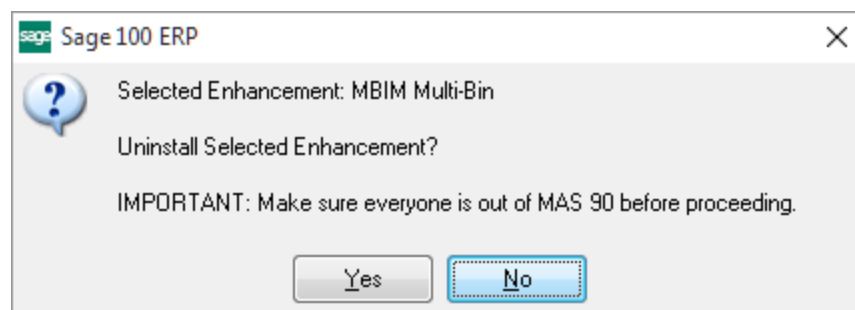 sage Sage 100 ERP
Selected Enhancement: MBIM Multi-Bin
Uninstall Selected Enhancement?
IMPORTANT: Make sure everyone is out of MAS 90 before proceeding.
Yes No